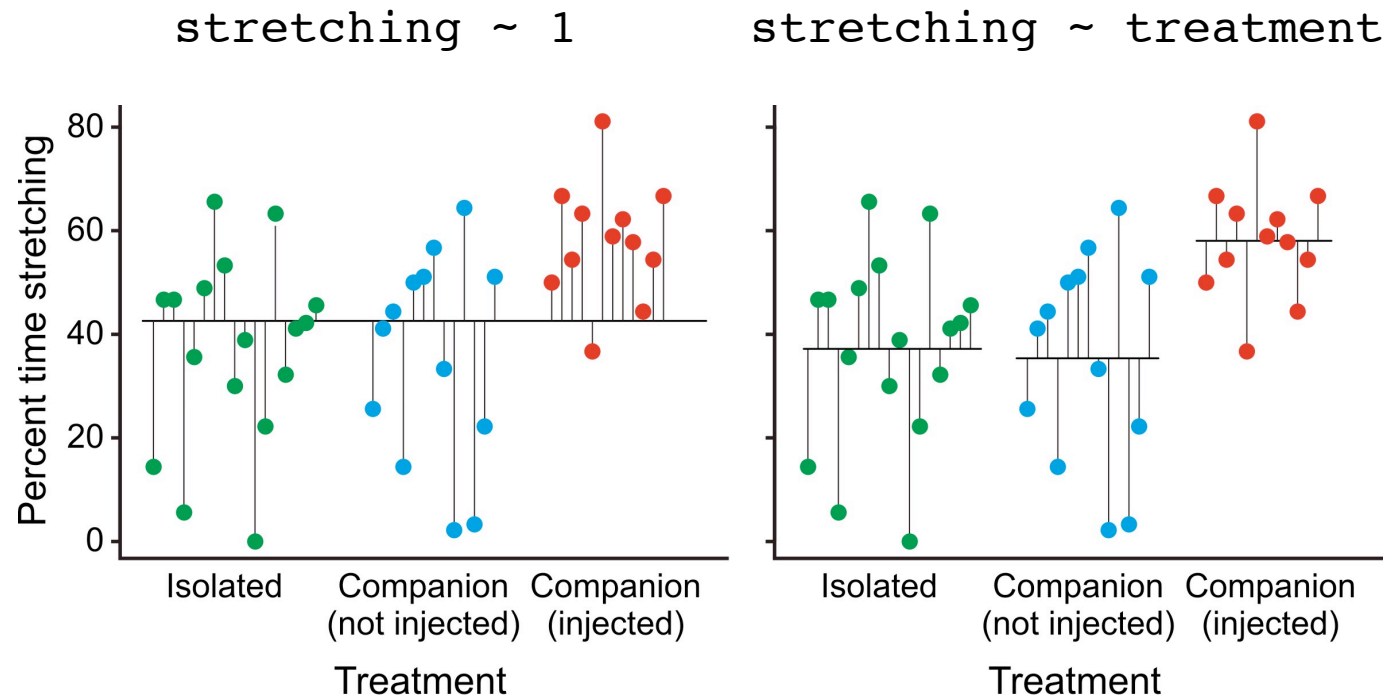 stretching ~ 1
stretching ~ treatment
Percent time stretching
80
60
40
20
0
Isolated
Companion
(not injected)
Companion
(injected)
Treatment
Isolated
Companion
(not injected)
Companion
(injected)
Treatment